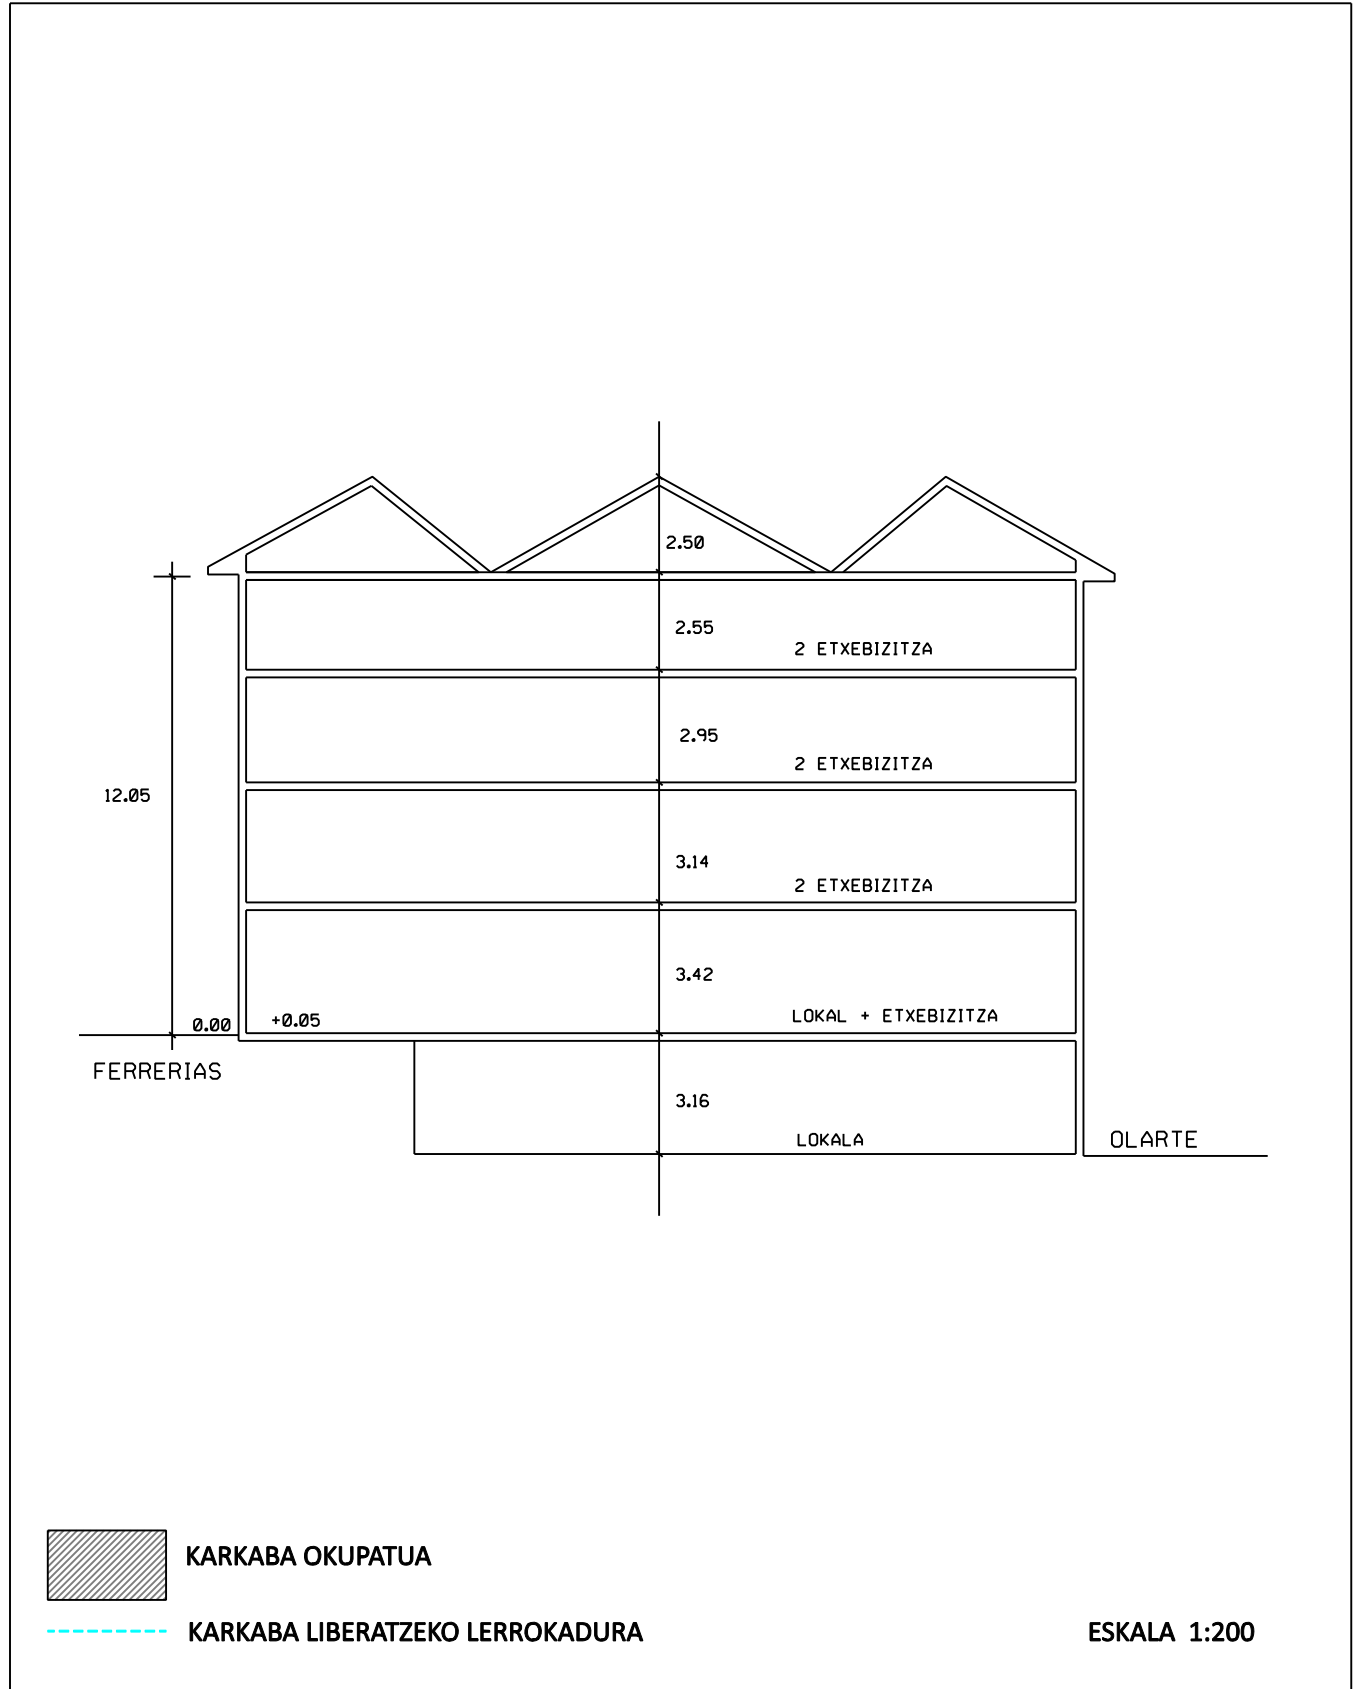 2.50
2.55
2 ETXEBIZITZA
2.95
2 ETXEBIZITZA
12.05
3.14
2 ETXEBIZITZA
3.42
LOKAL + ETXEBIZITZA
0.00
+0.05
FERRERIAS
3.16
LOKALA
OLARTE
KARKABA OKUPATUA
KARKABA LIBERATZEKO LERROKADURA
ESKALA 1:200